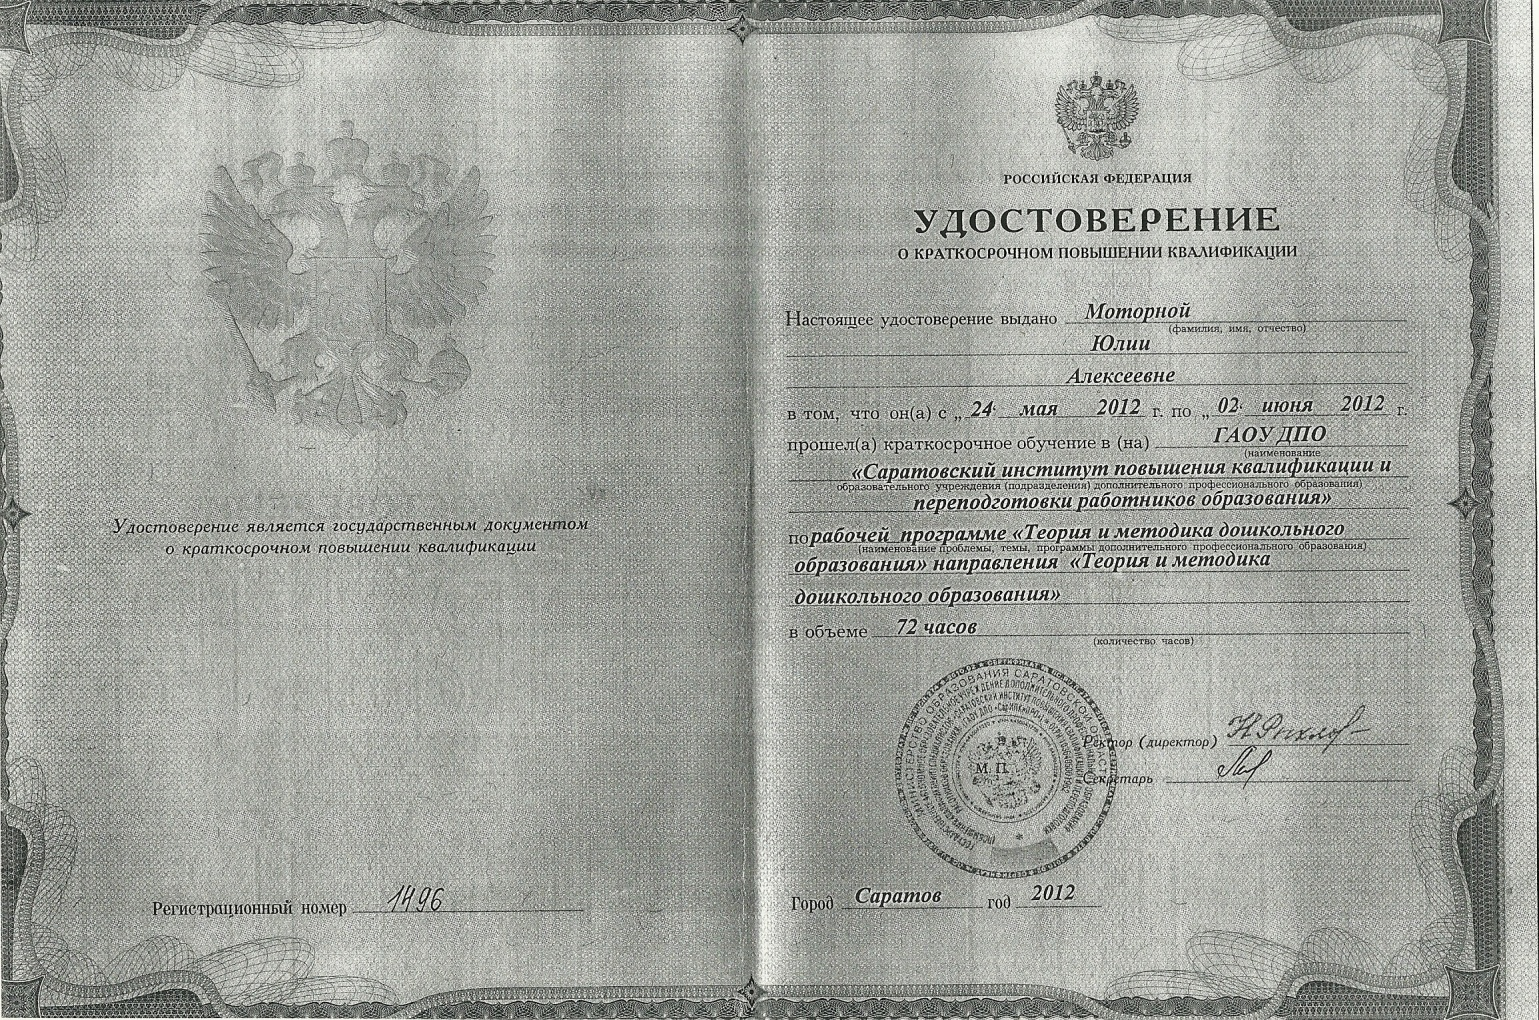 Удостоверение является государственным документом
о краткосрочном повышении квалификации
Регистрационный номер 1496
РОССИЙСКАЯ ФЕДЕРАЦИЯ
УДОСТОВЕРЕНИЕ
О КРАТКОСРОЧНОМ ПОВЫШЕНИИ КВАЛИФИКАЦИИ
Настоящее удостоверение выдано Моторной
(фамилия, имя, отчество)
Юлии
Алексеевне
в том, что он(а) с „ 24· мая 2012 г. по „ 02· июня 2012 г.
прошел(а) краткосрочное обучение в (на) ГАОУ ДПО
(наименование
«Саратовский институт повышения квалификации и
образовательного учреждения (подразделения) дополнительного профессионального образования)
переподготовки работников образования»
по рабочей программе «Теория и методика дошкольного
(наименование проблемы, темы, программы дополнительного профессионального образования)
образования» направления «Теория и методика
дошкольного образования»
в объеме 72 часов
(количество часов)
МИНИСТЕРСТВО ОБРАЗОВАНИЯ САРАТОВСКОЙ ОБЛАСТИ
М. П.
Ректор (директор)
Секретарь
Город Саратов год 2012